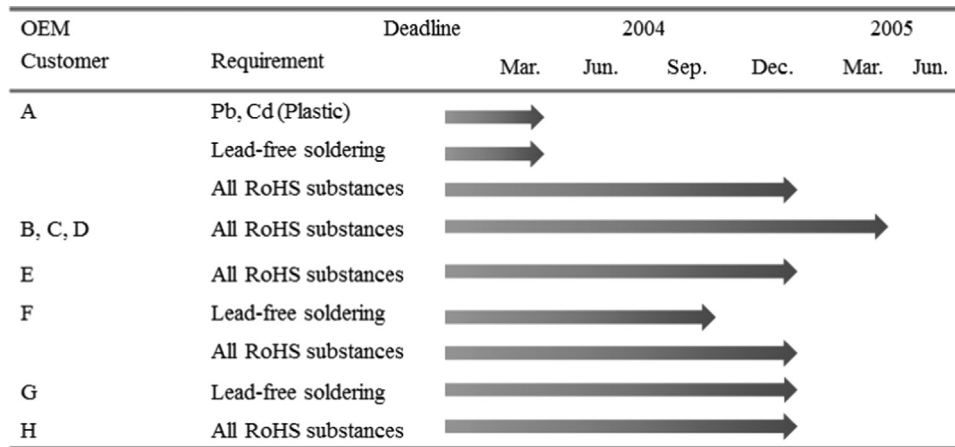 OEM Deadline 2004 2005
Customer Requirement Mar. Jun. Sep. Dec. Mar. Jun.
A Pb, Cd (Plastic)
Lead-free soldering
All RoHS substances
B, C, D All RoHS substances
E All RoHS substances
F Lead-free soldering
All RoHS substances
G Lead-free soldering
H All RoHS substances